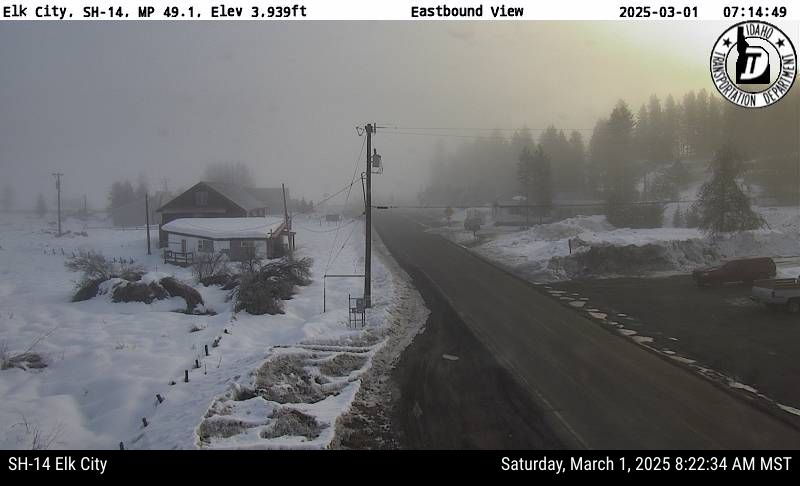 Elk City, SH-14, MP 49.1, Elev 3,939ft Eastbound View 2025-03-01 07:14:49
IDAHO
TRANSPORTATION DEPARTMENT
SH-14 Elk City Saturday, March 1, 2025 8:22:34 AM MST